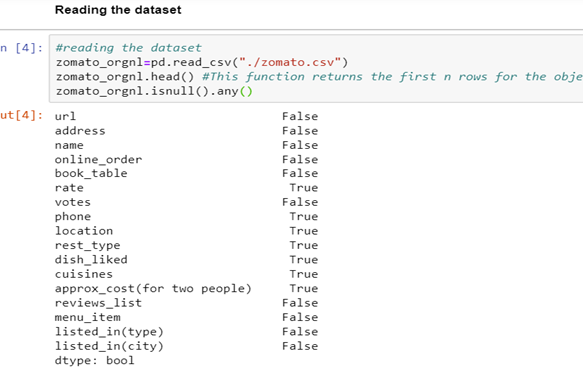 Reading the dataset
n [4]: #reading the dataset
zomato_orgnl=pd.read_csv("./zomato.csv")
zomato_orgnl.head() #This function returns the first n rows for the obje
zomato_orgnl.isnull().any()
ut[4]: url False
address False
name False
online_order False
book_table False
rate True
votes False
phone True
location True
rest_type True
dish_liked True
cuisines True
approx_cost(for two people) True
reviews_list False
menu_item False
listed_in(type) False
listed_in(city) False
dtype: bool